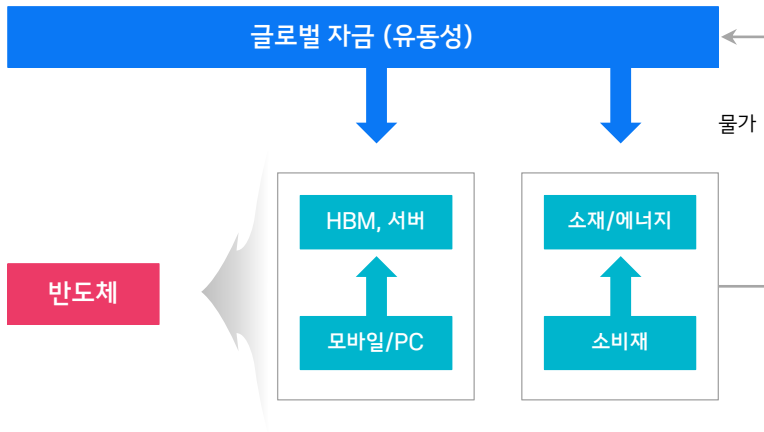 글로벌 자금 (유동성)
물가
HBM, 서버
소재/에너지
반도체
모바일/PC
소비재